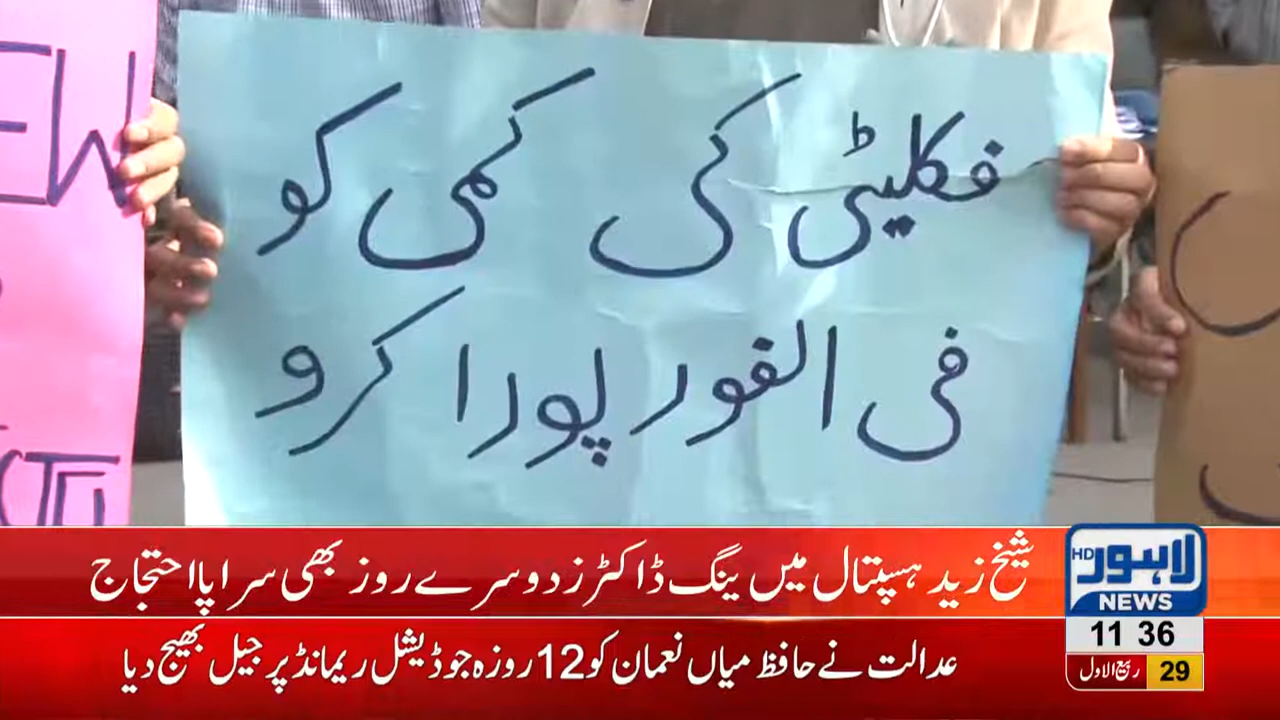 فکلیٹی کی کمی کو
فی الفور پورا کرو
شیخ زید ہسپتال میں ینگ ڈاکٹرز دوسرے روز بھی سراپا احتجاج
عدالت نے حافظ میاں نعمان کو 12 روزہ جوڈیشل ریمانڈ پر جیل بھیج دیا
HD لاہور
NEWS
11 36
29 ربیع الاول